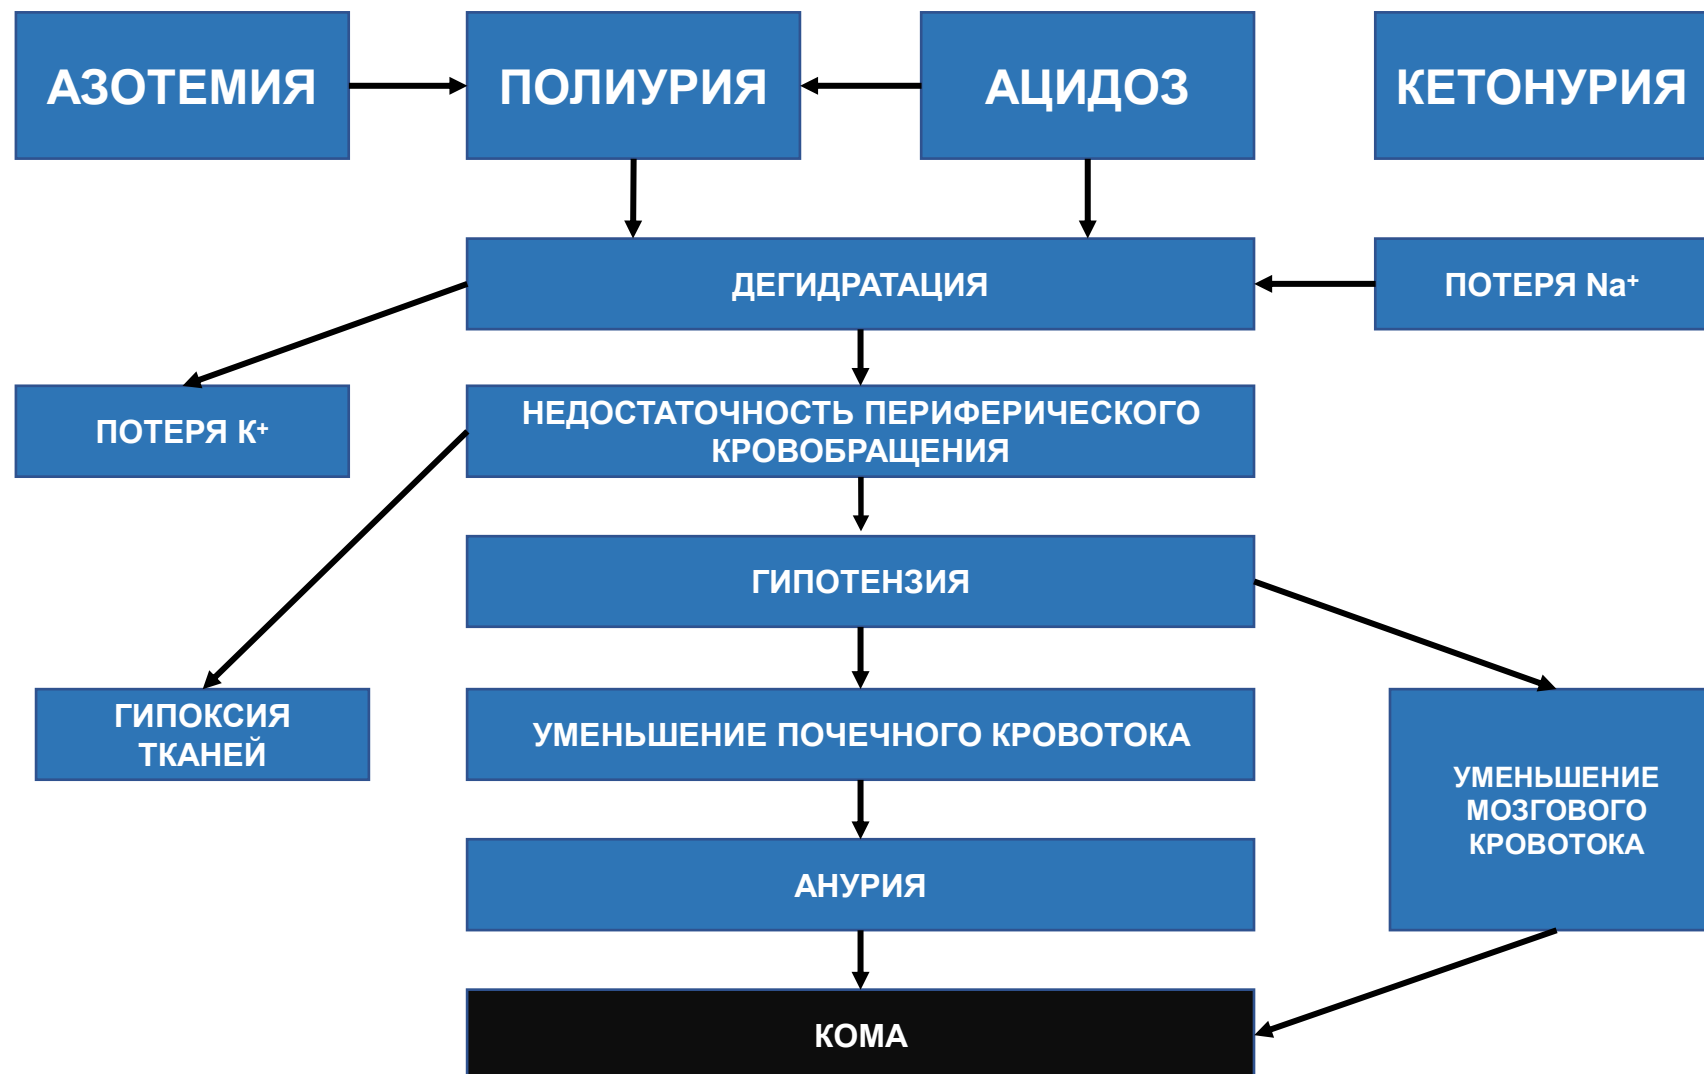 АЗОТЕМИЯ
ПОЛИУРИЯ
АЦИДОЗ
КЕТОНУРИЯ
ДЕГИДРАТАЦИЯ
ПОТЕРЯ Na⁺
ПОТЕРЯ К⁺
НЕДОСТАТОЧНОСТЬ ПЕРИФЕРИЧЕСКОГО
КРОВОБРАЩЕНИЯ
ГИПОТЕНЗИЯ
ГИПОКСИЯ
ТКАНЕЙ
УМЕНЬШЕНИЕ ПОЧЕЧНОГО КРОВОТОКА
УМЕНЬШЕНИЕ
МОЗГОВОГО
КРОВОТОКА
АНУРИЯ
КОМА